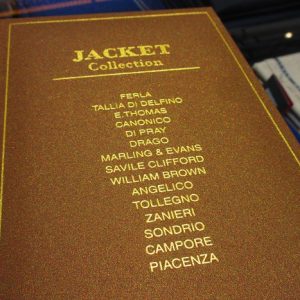 JACKET
Collection
FERLA
TALLIA DI DELFINO
E.THOMAS
CANONICO
DI PRAY
DRAGO
MARLING & EVANS
SAVILE CLIFFORD
WILLIAM BROWN
ANGELICO
TOLLEGNO
ZANIERI
SONDRIO
CAMPORE
PIACENZA